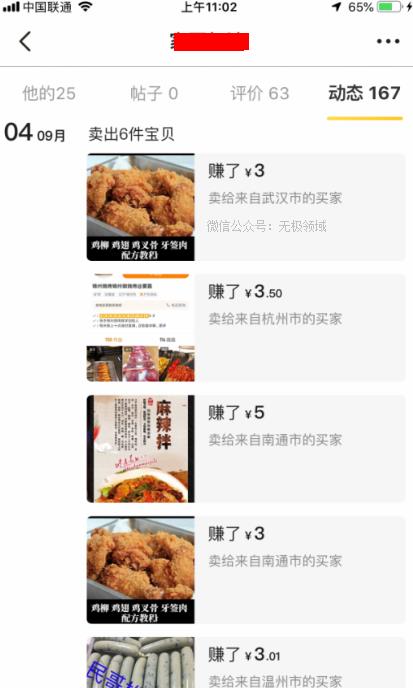 中国联通
上午11:02
65%
他的25
帖子 0
评价 63
动态 167
04 09月
卖出6件宝贝
赚了 ¥3
卖给来自武汉市的买家
微信公众号：无极领域
鸡柳 鸡翅 鸡叉骨 牙签肉
配方教程
赚了 ¥3.50
卖给来自杭州市的买家
赚了 ¥5
卖给来自南通市的买家
麻辣拌
赚了 ¥3
卖给来自南通市的买家
鸡柳 鸡翅 鸡叉骨 牙签肉
配方教程
赚了 ¥3.01
卖给来自温州市的买家
民哥